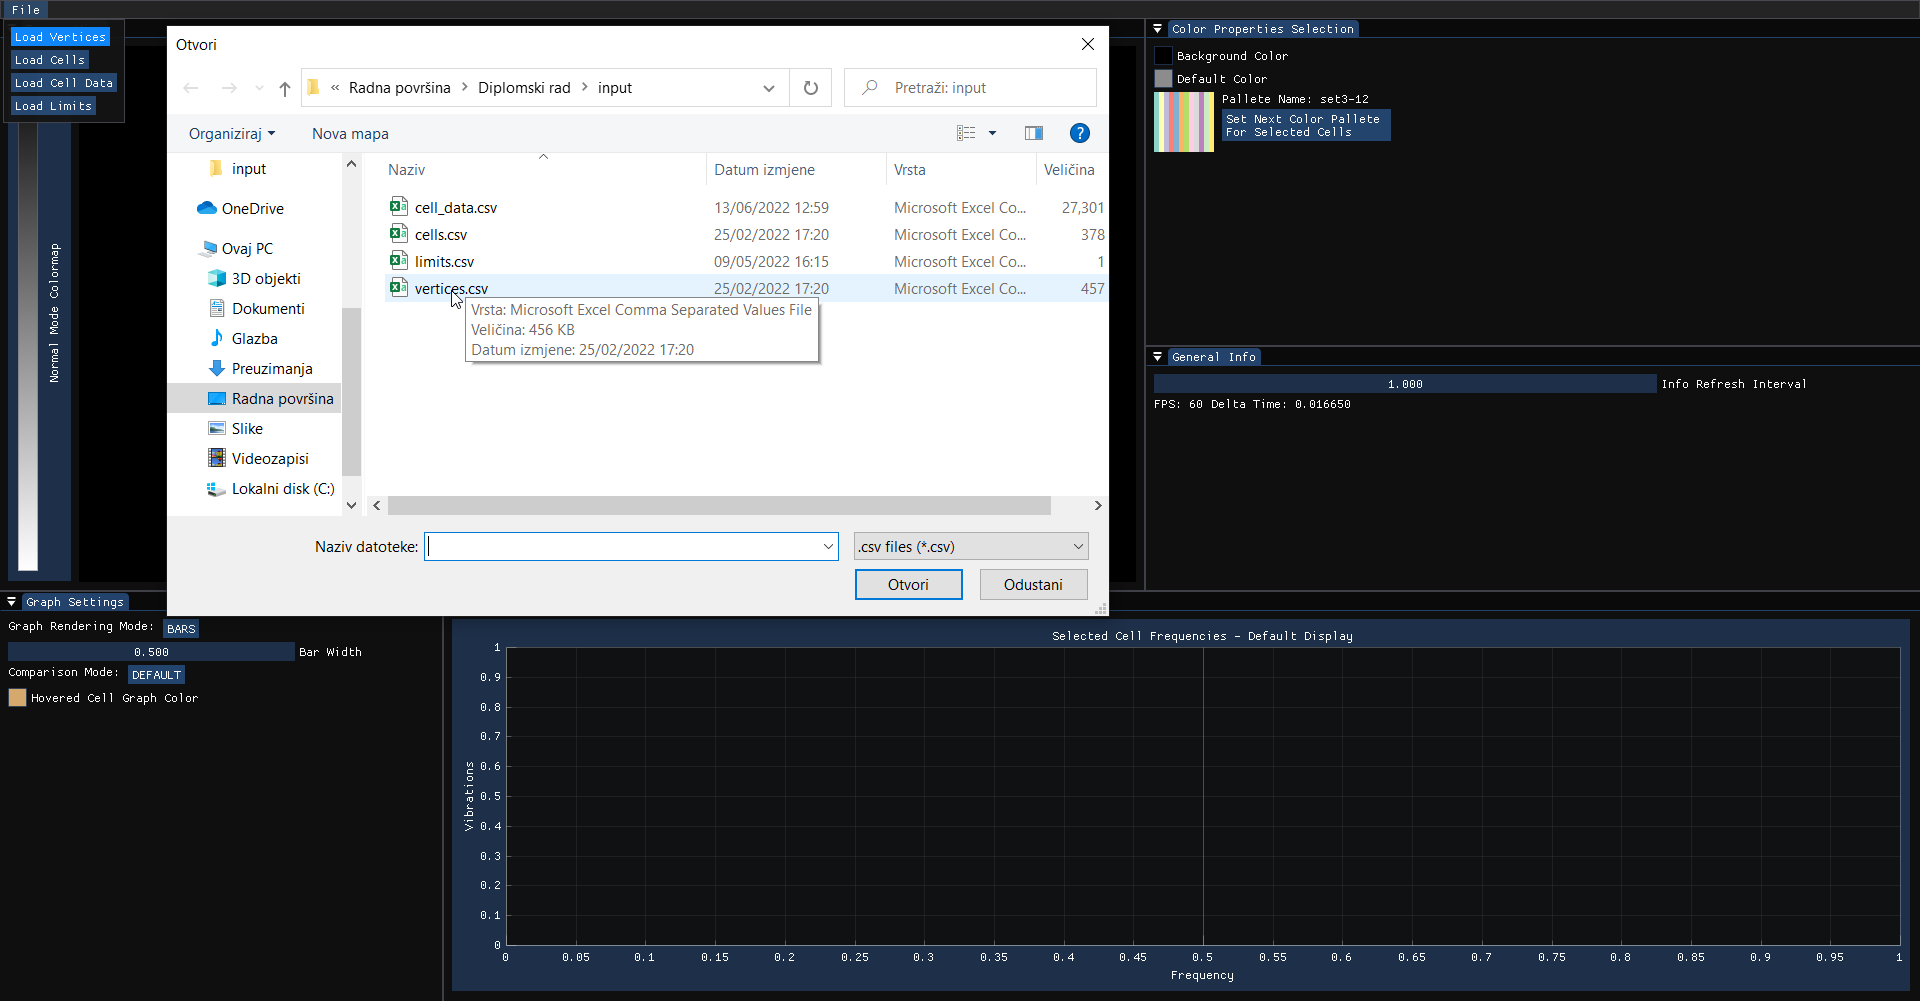 File
Load Vertices
Load Cells
Load Cell Data
Load Limits
Normal Mode Colormap
Otvori
« Radna površina > Diplomski rad > input
Pretraži: input
Organiziraj
Nova mapa
?
input
OneDrive
Ovaj PC
3D objekti
Dokumenti
Glazba
Preuzimanja
Radna površina
Slike
Videozapisi
Lokalni disk (C:)
Naziv Datum izmjene Vrsta Veličina
cell_data.csv 13/06/2022 12:59 Microsoft Excel Co... 27,301
cells.csv 25/02/2022 17:20 Microsoft Excel Co... 378
limits.csv 09/05/2022 16:15 Microsoft Excel Co... 1
vertices.csv 25/02/2022 17:20 Microsoft Excel Co... 457
Vrsta: Microsoft Excel Comma Separated Values File
Veličina: 456 KB
Datum izmjene: 25/02/2022 17:20
Naziv datoteke:
.csv files (*.csv)
Otvori
Odustani
Color Properties Selection
Background Color
Default Color
Pallete Name: set3-12
Set Next Color Pallete
For Selected Cells
General Info
1.000 Info Refresh Interval
FPS: 60 Delta Time: 0.016650
Graph Settings
Graph Rendering Mode: BARS
0.500 Bar Width
Comparison Mode: DEFAULT
Hovered Cell Graph Color
Selected Cell Frequencies - Default Display
Vibrations
1
0.9
0.8
0.7
0.6
0.5
0.4
0.3
0.2
0.1
0
0 0.05 0.1 0.15 0.2 0.25 0.3 0.35 0.4 0.45 0.5 0.55 0.6 0.65 0.7 0.75 0.8 0.85 0.9 0.95 1
Frequency